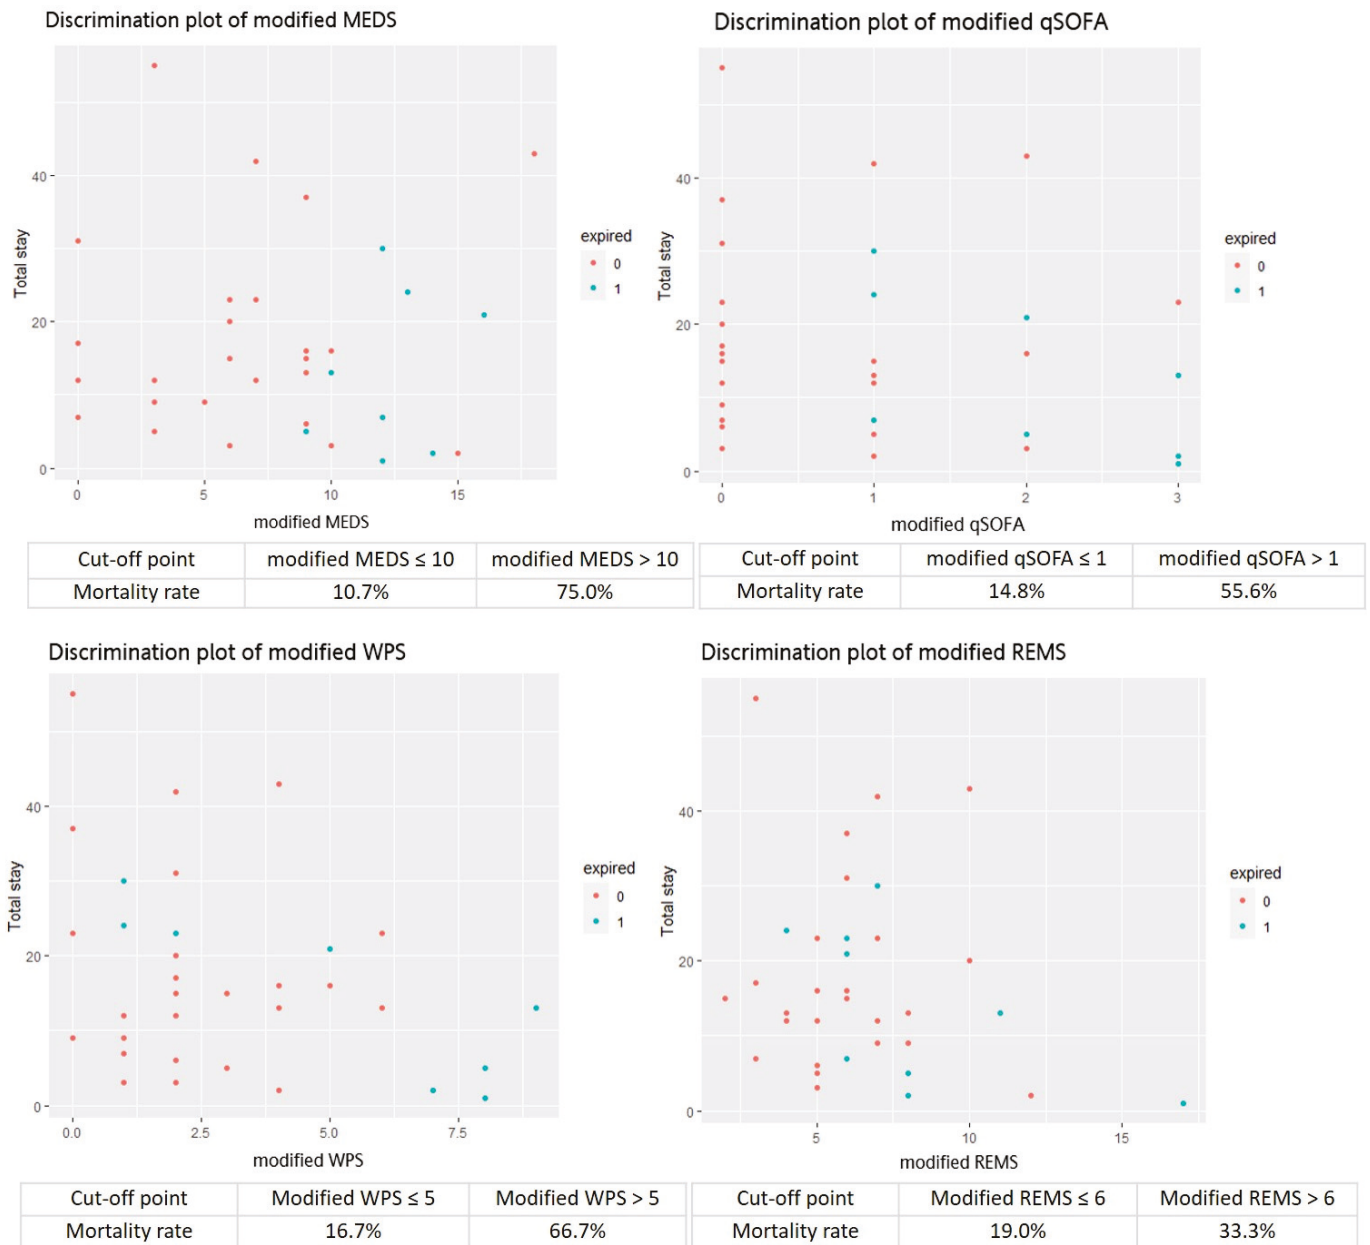 Discrimination plot of modified MEDS
Total stay
40
20
0
0 5 10 15
modified MEDS
expired
0
1
Cut-off point modified MEDS ≤ 10 modified MEDS > 10
Mortality rate 10.7% 75.0%
Discrimination plot of modified qSOFA
Total stay
40
20
0
0 1 2 3
modified qSOFA
expired
0
1
Cut-off point modified qSOFA ≤ 1 modified qSOFA > 1
Mortality rate 14.8% 55.6%
Discrimination plot of modified WPS
Total stay
40
20
0
0.0 2.5 5.0 7.5
modified WPS
expired
0
1
Cut-off point Modified WPS ≤ 5 Modified WPS > 5
Mortality rate 16.7% 66.7%
Discrimination plot of modified REMS
Total stay
40
20
0
5 10 15
modified REMS
expired
0
1
Cut-off point Modified REMS ≤ 6 Modified REMS > 6
Mortality rate 19.0% 33.3%